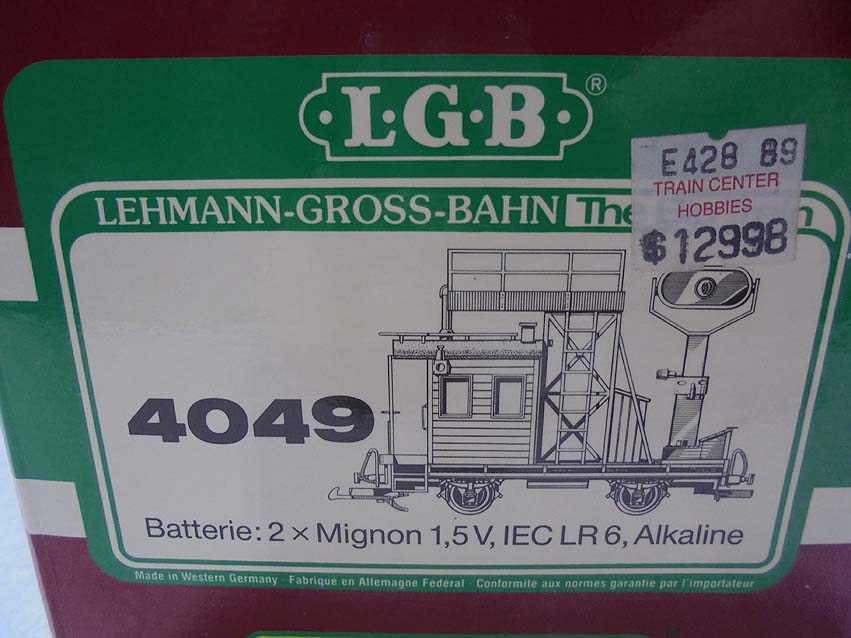 L·G·B®
E428 89
TRAIN CENTER
HOBBIES
$12998
LEHMANN-GROSS-BAHN The
4049
Batterie: 2 x Mignon 1,5 V, IEC LR 6, Alkaline
Made in Western Germany · Fabriqué en Allemagne Fédéral · Conformité aux normes garantie par l'importateur